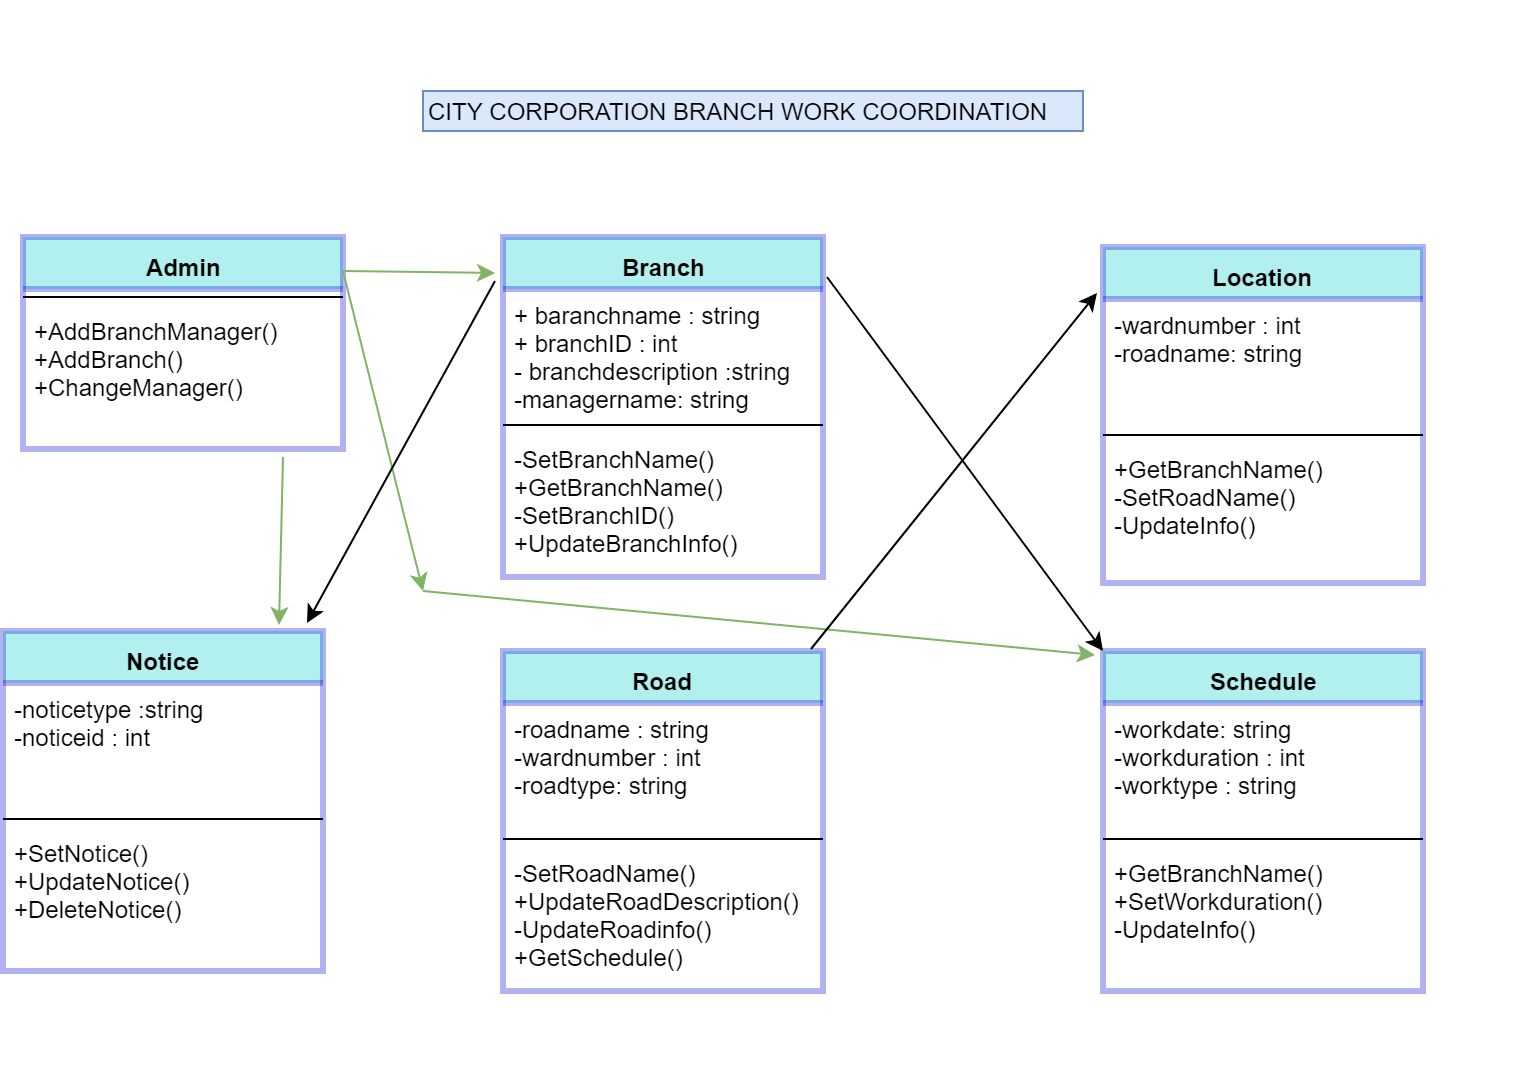 CITY CORPORATION BRANCH WORK COORDINATION
Admin
+AddBranchManager()
+AddBranch()
+ChangeManager()
Branch
+ baranchname : string
+ branchID : int
- branchdescription :string
-managername: string
-SetBranchName()
+GetBranchName()
-SetBranchID()
+UpdateBranchInfo()
Location
-wardnumber : int
-roadname: string
+GetBranchName()
-SetRoadName()
-UpdateInfo()
Notice
-noticetype :string
-noticeid : int
+SetNotice()
+UpdateNotice()
+DeleteNotice()
Road
-roadname : string
-wardnumber : int
-roadtype: string
-SetRoadName()
+UpdateRoadDescription()
-UpdateRoadinfo()
+GetSchedule()
Schedule
-workdate: string
-workduration : int
-worktype : string
+GetBranchName()
+SetWorkduration()
-UpdateInfo()